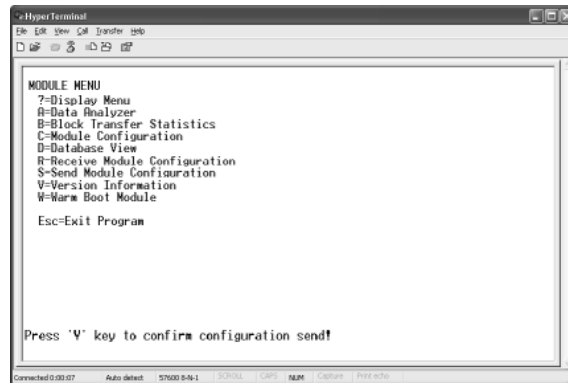 HyperTerminal
File Edit View Call Transfer Help
MODULE MENU
?=Display Menu
A=Data Analyzer
B=Block Transfer Statistics
C=Module Configuration
D=Database View
R=Receive Module Configuration
S=Send Module Configuration
V=Version Information
W=Warm Boot Module
Esc=Exit Program
Press 'Y' key to confirm configuration send!
Connected 0:00:07 Auto detect 57600 8-N-1 SCROLL CAPS NUM Capture Print echo